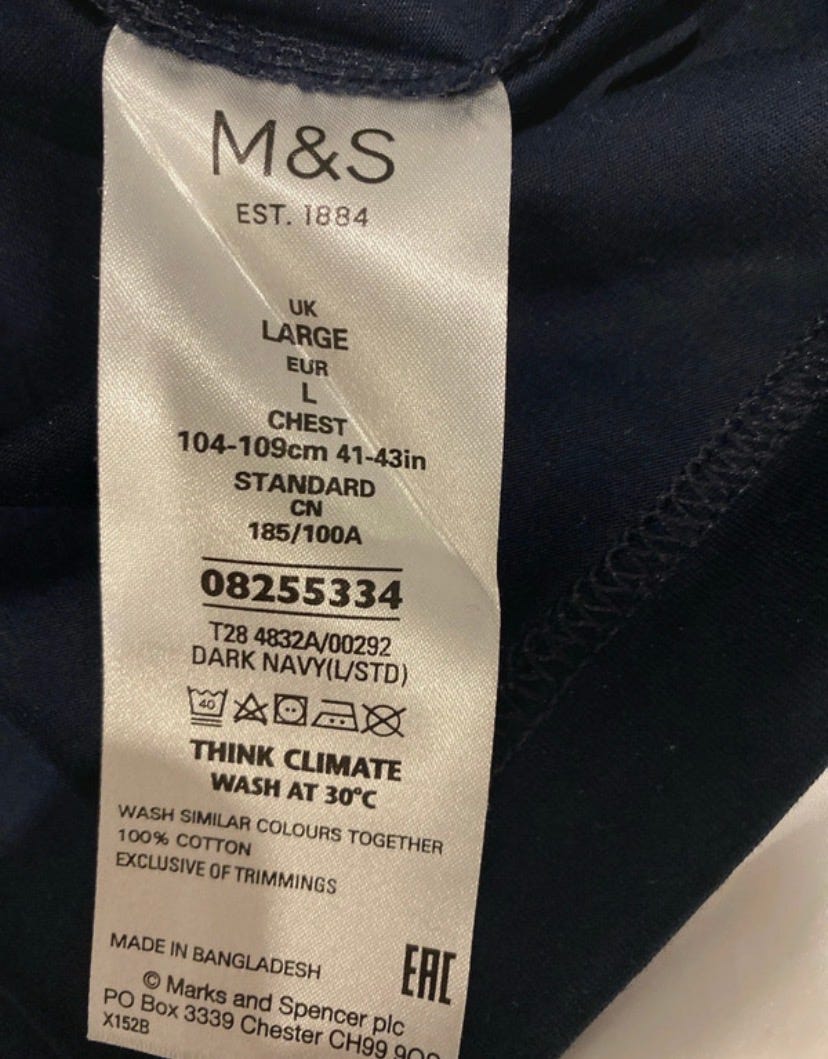 M&S
EST. 1884
UK
LARGE
EUR
L
CHEST
104-109cm 41-43in
STANDARD
CN
185/100A
08255334
T28 4832A/00292
DARK NAVY(L/STD)
40
THINK CLIMATE
WASH AT 30°C
WASH SIMILAR COLOURS TOGETHER
100% COTTON
EXCLUSIVE OF TRIMMINGS
MADE IN BANGLADESH
EAC
© Marks and Spencer plc
PO Box 3339 Chester CH99
X152B